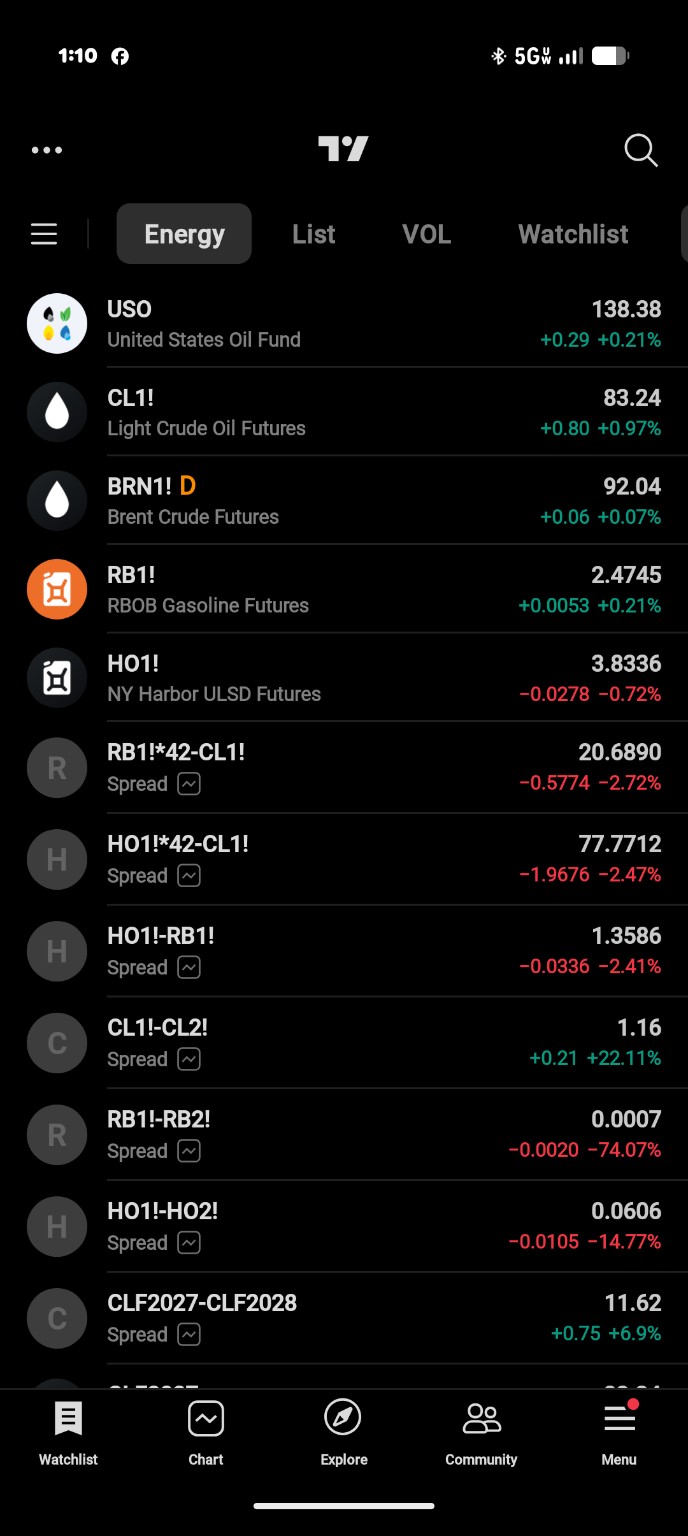 1:10
5G UW
Energy List VOL Watchlist
USO 138.38
United States Oil Fund +0.29 +0.21%
CL1! 83.24
Light Crude Oil Futures +0.80 +0.97%
BRN1! D 92.04
Brent Crude Futures +0.06 +0.07%
RB1! 2.4745
RBOB Gasoline Futures +0.0053 +0.21%
HO1! 3.8336
NY Harbor ULSD Futures −0.0278 −0.72%
R
RB1!*42-CL1! 20.6890
Spread −0.5774 −2.72%
H
HO1!*42-CL1! 77.7712
Spread −1.9676 −2.47%
H
HO1!-RB1! 1.3586
Spread −0.0336 −2.41%
C
CL1!-CL2! 1.16
Spread +0.21 +22.11%
R
RB1!-RB2! 0.0007
Spread −0.0020 −74.07%
H
HO1!-HO2! 0.0606
Spread −0.0105 −14.77%
C
CLF2027-CLF2028 11.62
Spread +0.75 +6.9%
Watchlist Chart Explore Community Menu